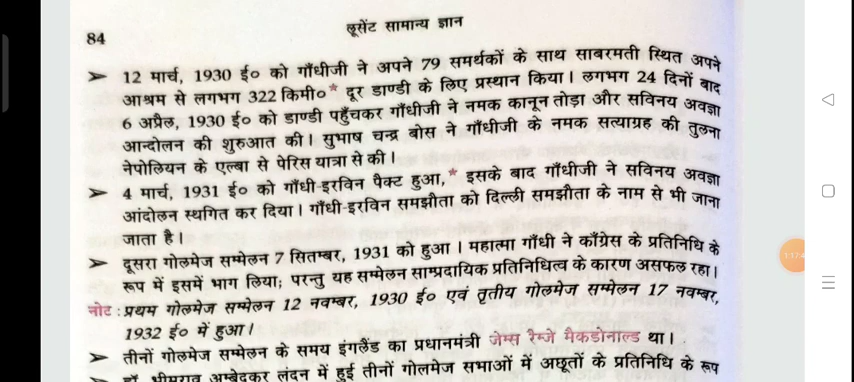 84
लूसेंट सामान्य ज्ञान
➤ 12 मार्च, 1930 ई० को गाँधीजी ने अपने 79 समर्थकों के साथ साबरमती स्थित अपने
आश्रम से लगभग 322 किमी०* दूर डाण्डी के लिए प्रस्थान किया। लगभग 24 दिनों बाद
6 अप्रैल, 1930 ई० को डाण्डी पहुँचकर गाँधीजी ने नमक कानून तोड़ा और सविनय अवज्ञा
आन्दोलन की शुरुआत की। सुभाष चन्द्र बोस ने गाँधीजी के नमक सत्याग्रह की तुलना
नेपोलियन के एल्बा से पेरिस यात्रा से की।
➤ 4 मार्च, 1931 ई० को गाँधी-इरविन पैक्ट हुआ,* इसके बाद गाँधीजी ने सविनय अवज्ञा
आंदोलन स्थगित कर दिया। गाँधी-इरविन समझौता को दिल्ली समझौता के नाम से भी जाना
जाता है।
➤ दूसरा गोलमेज सम्मेलन 7 सितम्बर, 1931 को हुआ । महात्मा गाँधी ने काँग्रेस के प्रतिनिधि के
रूप में इसमें भाग लिया; परन्तु यह सम्मेलन साम्प्रदायिक प्रतिनिधित्व के कारण असफल रहा।
नोट : प्रथम गोलमेज सम्मेलन 12 नवम्बर, 1930 ई० एवं तृतीय गोलमेज सम्मेलन 17 नवम्बर,
1932 ई० में हुआ।
➤ तीनों गोलमेज सम्मेलन के समय इंगलैंड का प्रधानमंत्री जेम्स रैम्जे मैकडोनाल्ड था।
➤ डॉ. भीमराव अम्बेदकर लंदन में हुई तीनों गोलमेज सभाओं में अछूतों के प्रतिनिधि के रूप